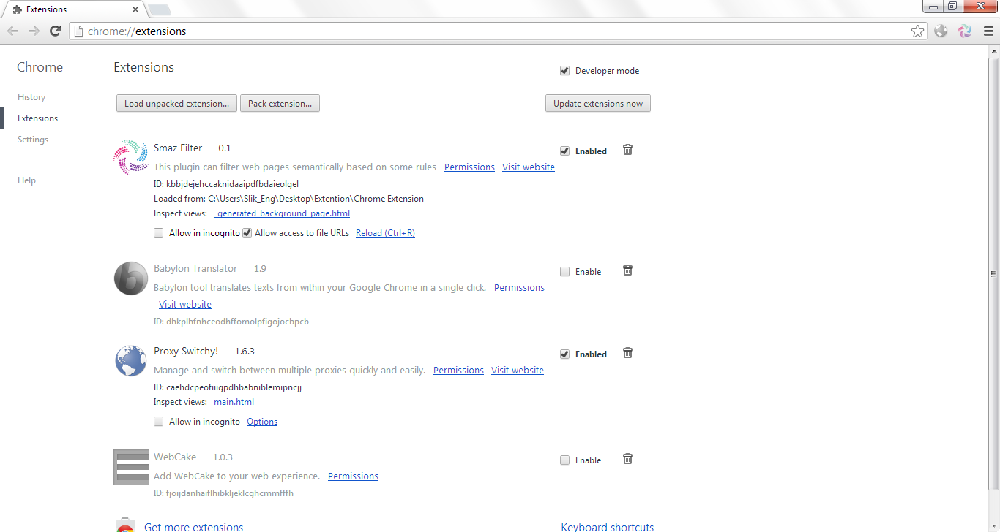 Extensions
chrome://extensions
Chrome
History
Extensions
Settings
Help
Extensions
Developer mode
Load unpacked extension... Pack extension... Update extensions now
Smaz Filter 0.1 Enabled
This plugin can filter web pages semantically based on some rules Permissions Visit website
ID: kbbjdejehccaknidaaipdfbdaieolgel
Loaded from: C:\Users\Slik_Eng\Desktop\Extention\Chrome Extension
Inspect views: _generated_background_page.html
Allow in incognito Allow access to file URLs Reload (Ctrl+R)
Babylon Translator 1.9 Enable
Babylon tool translates texts from within your Google Chrome in a single click. Permissions
Visit website
ID: dhkplhfnhceodhffomolpfigojocbpcb
Proxy Switchy! 1.6.3 Enabled
Manage and switch between multiple proxies quickly and easily. Permissions Visit website
ID: caehdcpeofiiigpdhbabniblemipncjj
Inspect views: main.html
Allow in incognito Options
WebCake 1.0.3 Enable
Add WebCake to your web experience. Permissions
ID: fjoijdanhaiflhibkljeklcghcmmfffh
Get more extensions Keyboard shortcuts